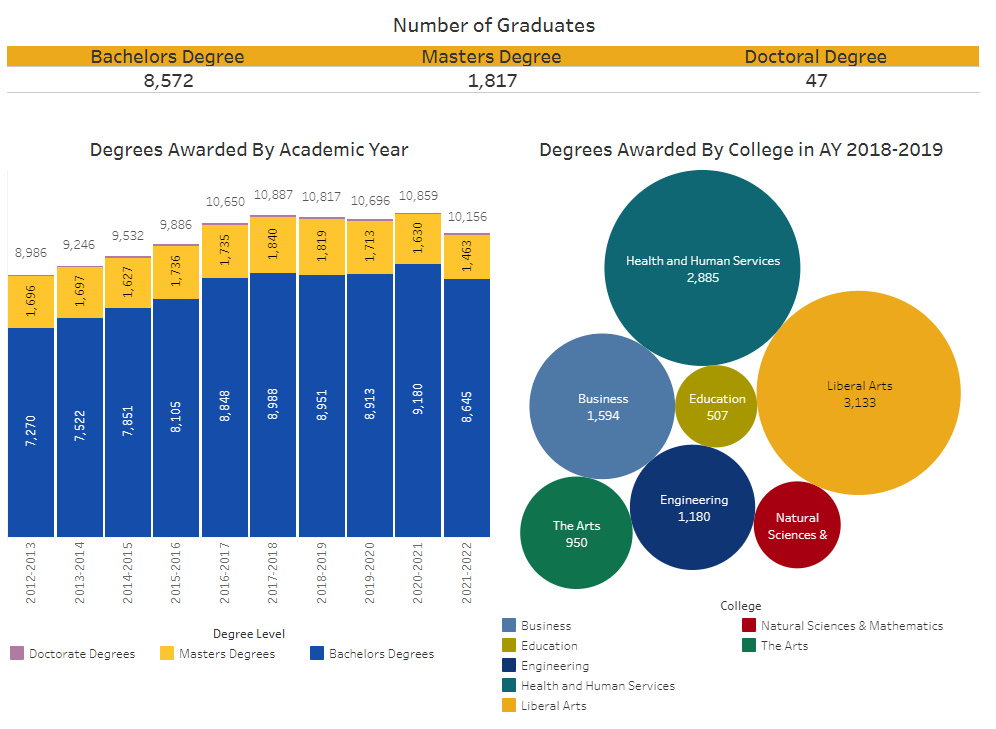 Number of Graduates
Bachelors Degree Masters Degree Doctoral Degree
8,572 1,817 47
Degrees Awarded By Academic Year
8,986 9,246 9,532 9,886 10,650 10,887 10,817 10,696 10,859 10,156
1,696 1,697 1,627 1,736 1,735 1,840 1,819 1,713 1,630 1,463
7,270 7,522 7,851 8,105 8,848 8,988 8,951 8,913 9,180 8,645
2012-2013 2013-2014 2014-2015 2015-2016 2016-2017 2017-2018 2018-2019 2019-2020 2020-2021 2021-2022
Degree Level
Doctorate Degrees Masters Degrees Bachelors Degrees
Degrees Awarded By College in AY 2018-2019
Health and Human Services
2,885
Liberal Arts
3,133
Business
1,594
Education
507
Engineering
1,180
The Arts
950
Natural
Sciences &
College
Business
Education
Engineering
Health and Human Services
Liberal Arts
Natural Sciences & Mathematics
The Arts